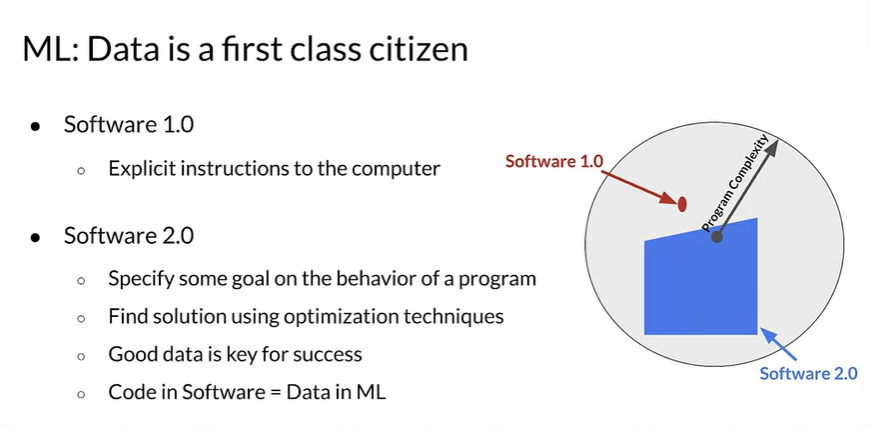 ML: Data is a first class citizen
● Software 1.0
○ Explicit instructions to the computer
● Software 2.0
○ Specify some goal on the behavior of a program
○ Find solution using optimization techniques
○ Good data is key for success
○ Code in Software = Data in ML
Software 1.0
Program Complexity
Software 2.0